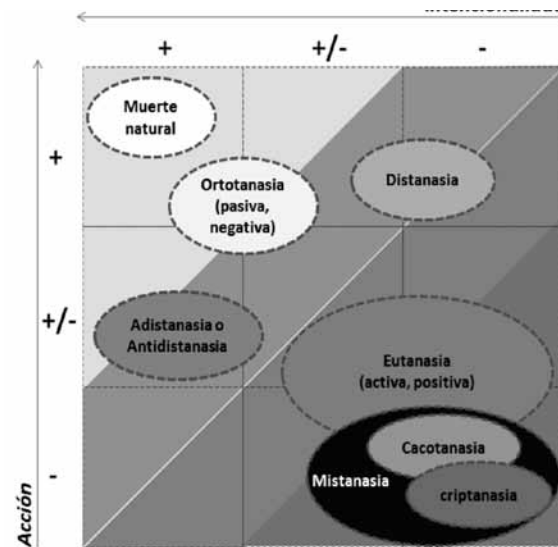 + +/- -
Muerte
natural
+
Ortotanasia
(pasiva,
negativa)
Distanasia
+/-
Adistanasia o
Antidistanasia
Eutanasia
(activa, positiva)
Cacotanasia
Mistanasia
-
criptanasia
Acción